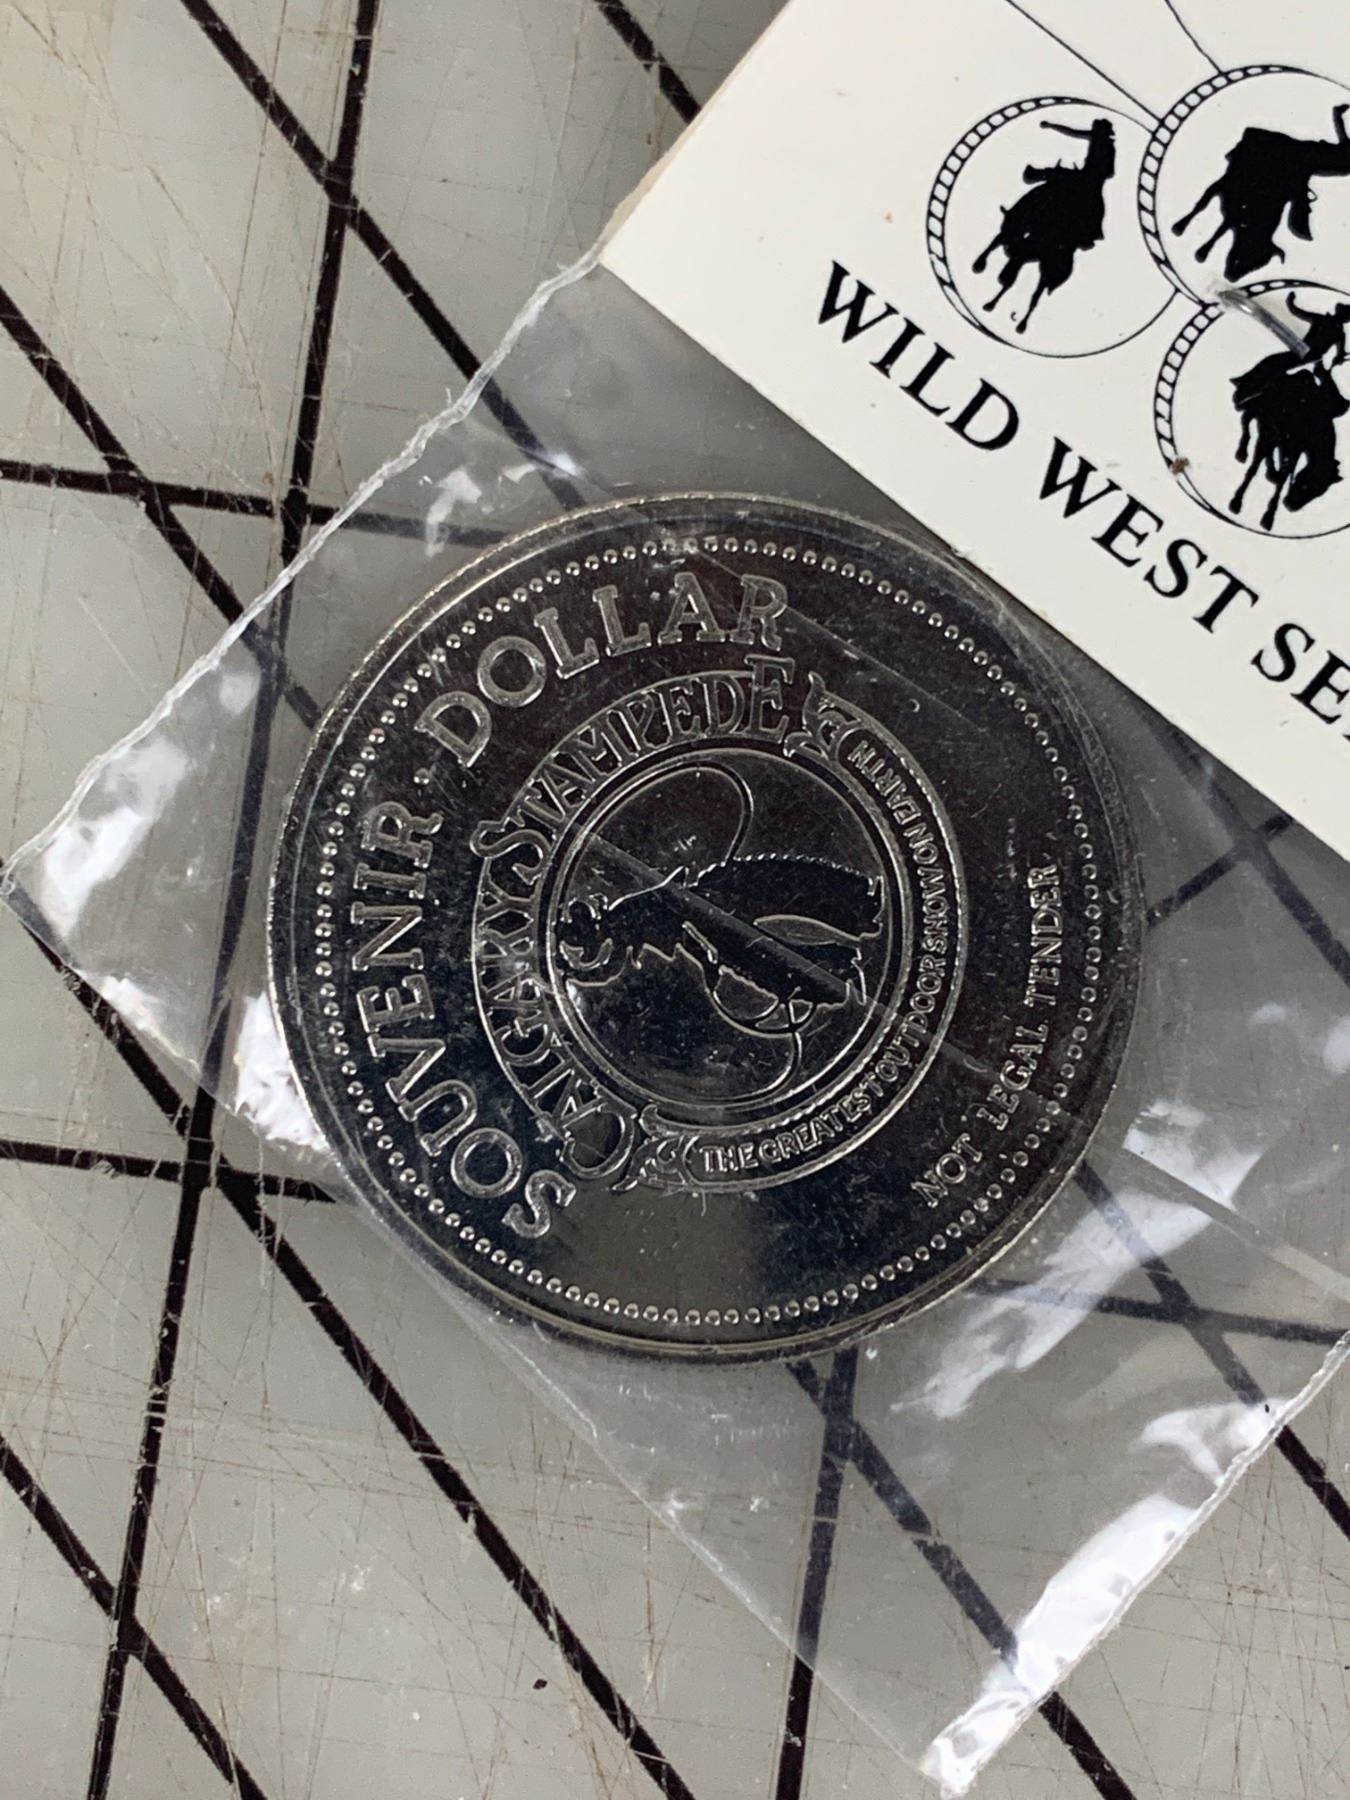 WILD WEST SE
SOUVENIR · DOLLAR
CALGARY STAMPEDE
THE GREATEST OUTDOOR SHOW ON EARTH
NOT LEGAL TENDER